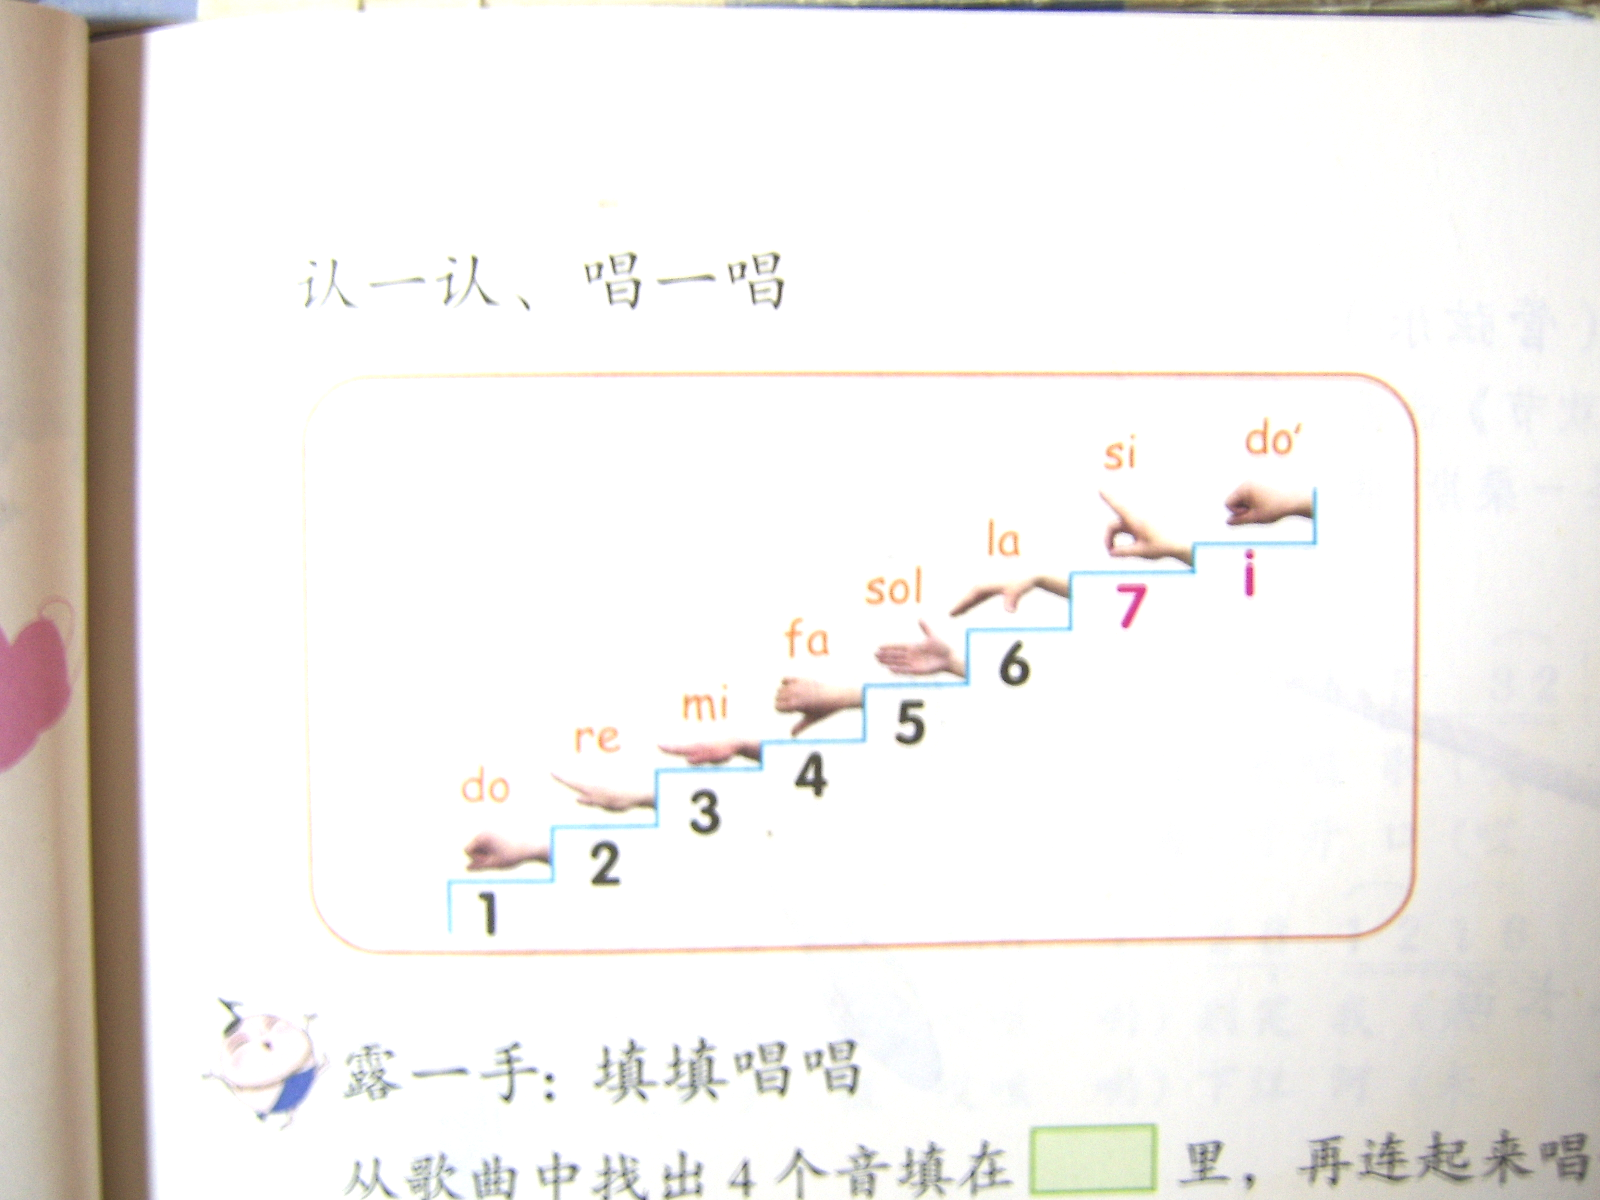 认一认、唱一唱
do re mi fa sol la si do'
1 2 3 4 5 6 7 i
露一手：填填唱唱
从歌曲中找出4个音填在 里，再连起来唱